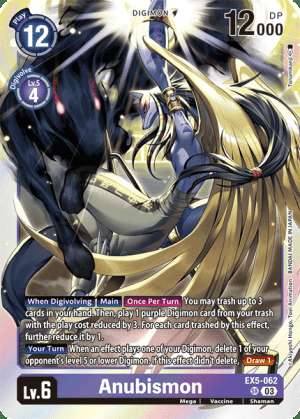 DIGIMON
Play
12
DP
12000
Digivolve
Lv.5
4
When Digivolving Main Once Per Turn You may trash up to 3
cards in your hand. Then, play 1 purple Digimon card from your trash
with the play cost reduced by 3. For each card trashed by this effect,
further reduce it by 1.
Your Turn When an effect plays one of your Digimon, delete 1 of your
opponent's level 5 or lower Digimon. If this effect didn't delete, Draw 1.
EX5-062
Lv.6
Anubismon
SR 03
Mega | Vaccine | Shaman